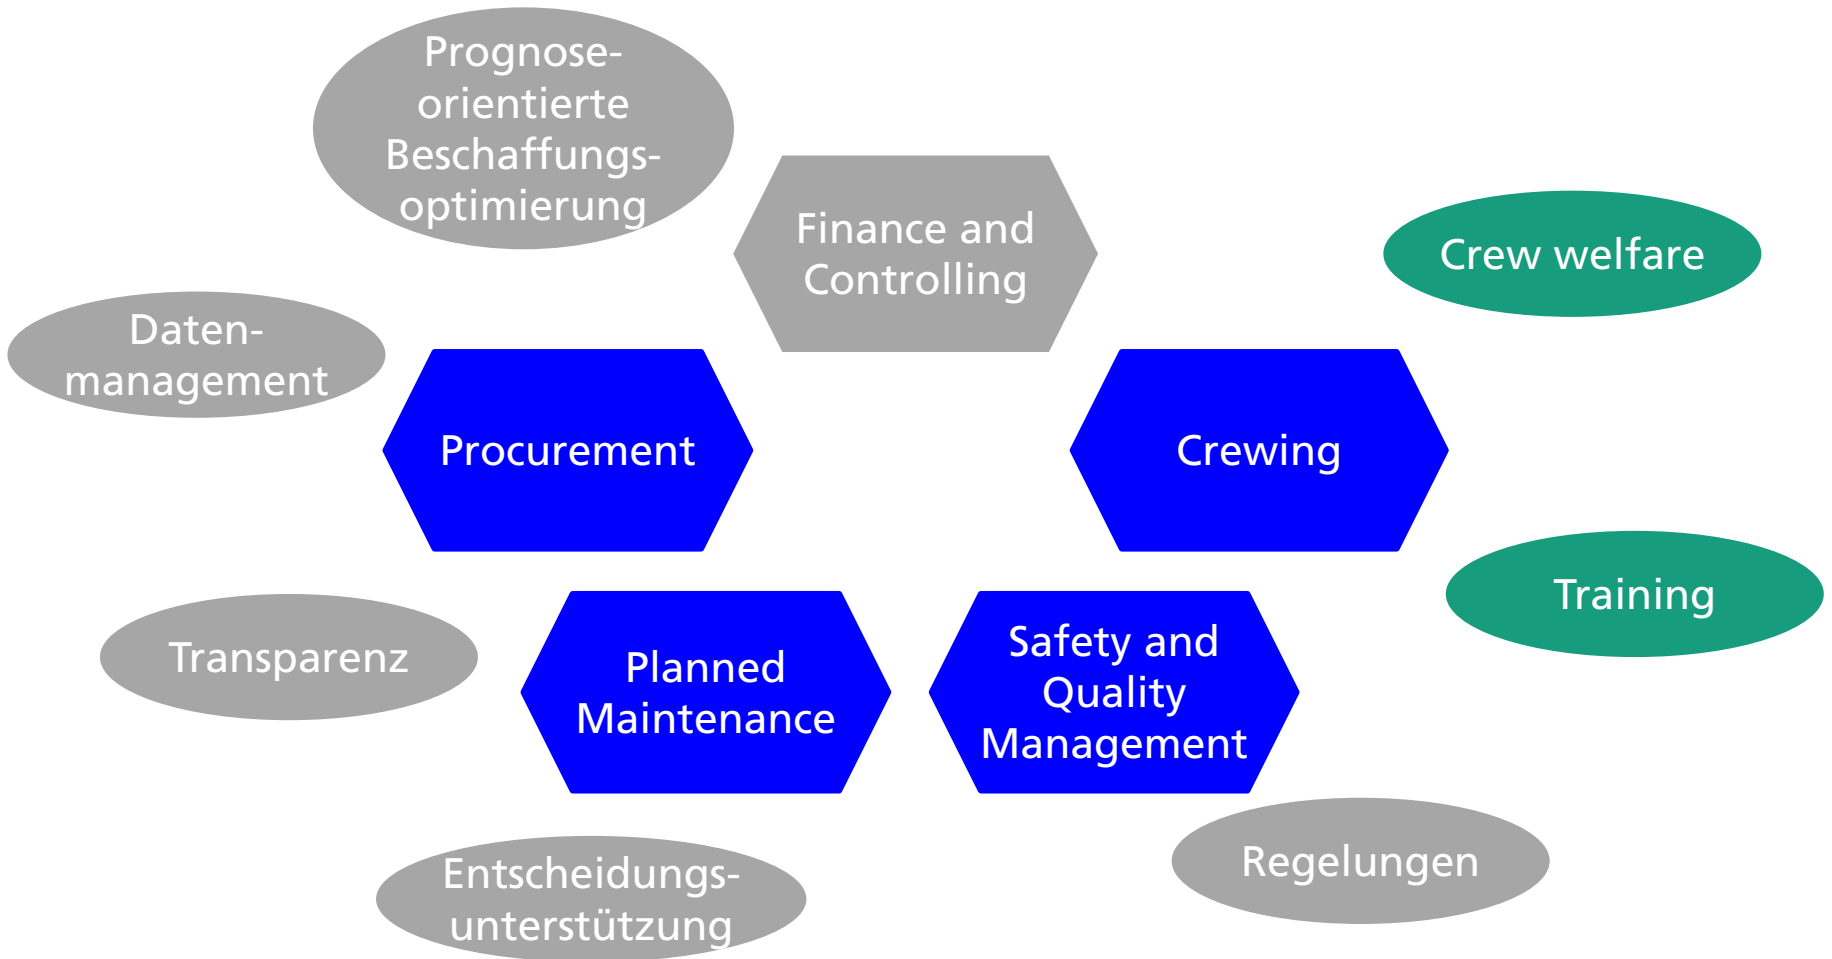 Prognose-
orientierte
Beschaffungs-
optimierung
Finance and
Controlling
Crew welfare
Daten-
management
Procurement
Crewing
Training
Transparenz
Planned
Maintenance
Safety and
Quality
Management
Entscheidungs-
unterstützung
Regelungen